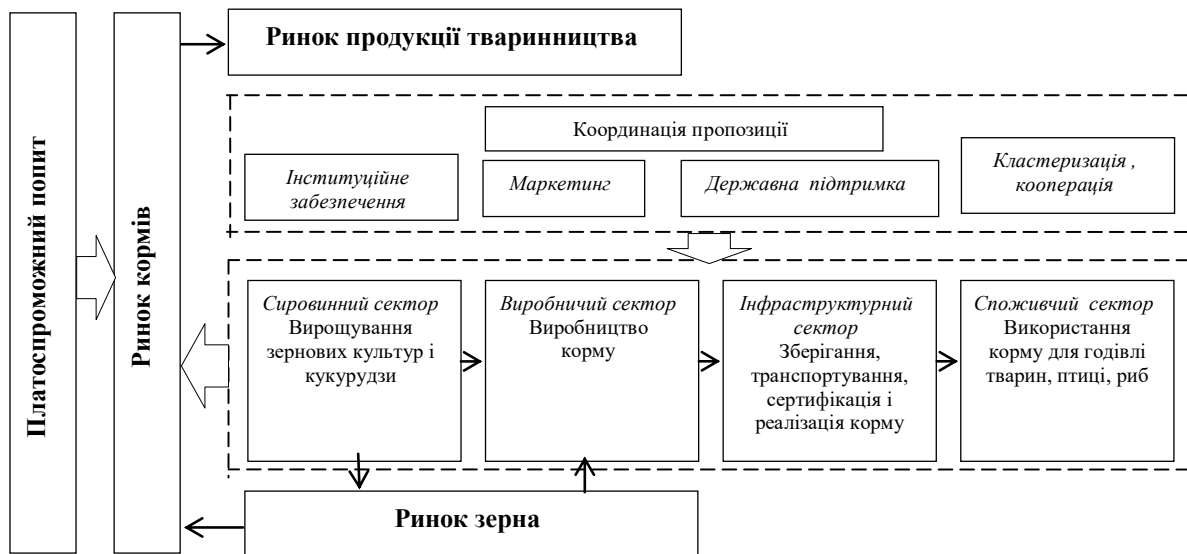 Платоспроможний попит
Ринок кормів
Ринок продукції тваринництва
Координація пропозиції
Інституційне
забезпечення
Маркетинг
Державна підтримка
Кластеризація ,
кооперація
Сировинний сектор
Вирощування
зернових культур і
кукурудзи
Виробничий сектор
Виробництво
корму
Інфраструктурний
сектор
Зберігання,
транспортування,
сертифікація і
реалізація корму
Споживчий сектор
Використання
корму для годівлі
тварин, птиці, риб
Ринок зерна